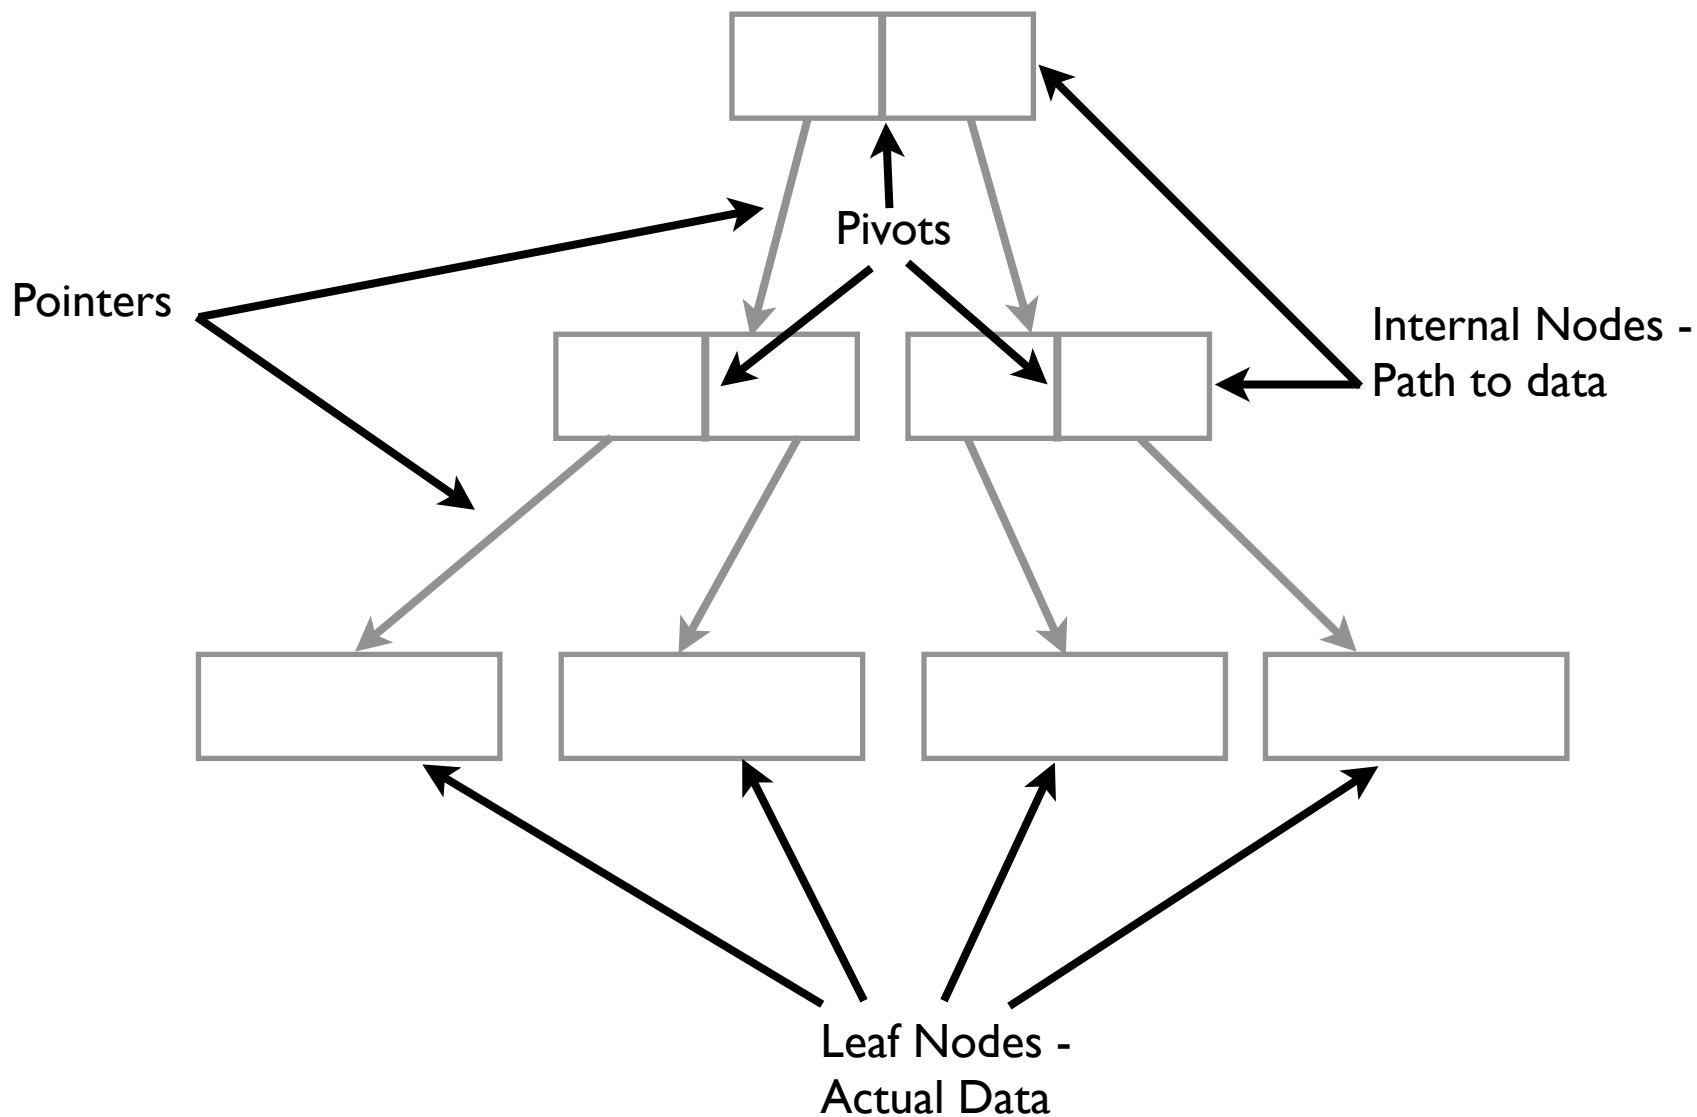 Pivots
Pointers
Internal Nodes -
Path to data
Leaf Nodes -
Actual Data